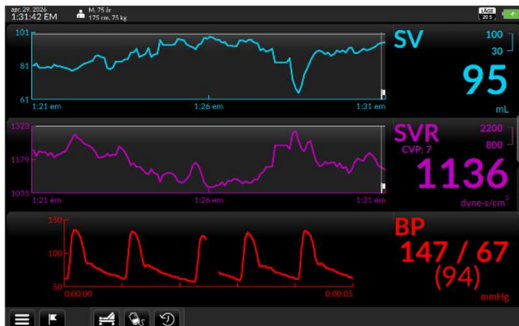 apr. 29, 2026
1:31:42 EM
M, 75 år
175 cm, 75 kg
LÅGE
20 S
101
81
61
1:21 em
1:26 em
1:31 em
SV
100
30
95
mL
1323
1179
1035
1:21 em
1:26 em
1:31 em
SVR
CVP: 7
2200
800
1136
dyne-s/cm⁵
150
100
50
0:00:00
0:00:05
BP
147 / 67
(94)
mmHg